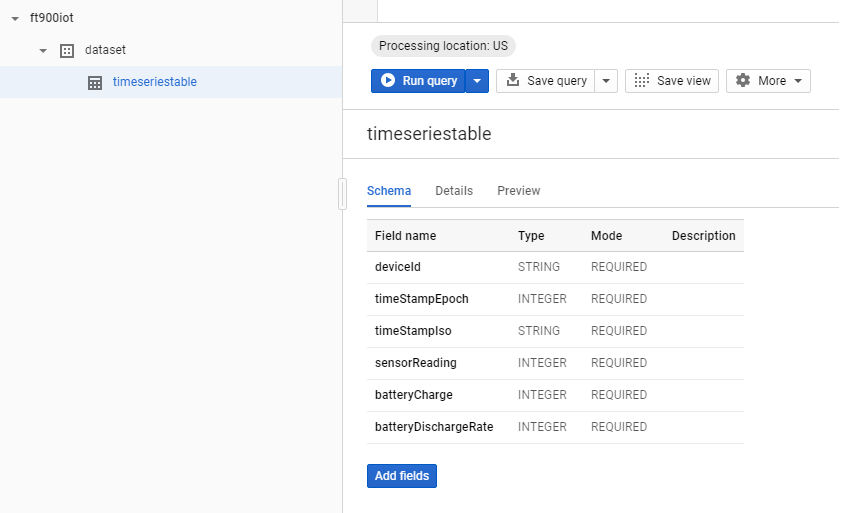 ft900iot
dataset
timeseriestable
Processing location: US
Run query Save query Save view More
timeseriestable
Schema Details Preview
Field name Type Mode Description
deviceId STRING REQUIRED
timeStampEpoch INTEGER REQUIRED
timeStampIso STRING REQUIRED
sensorReading INTEGER REQUIRED
batteryCharge INTEGER REQUIRED
batteryDischargeRate INTEGER REQUIRED
Add fields